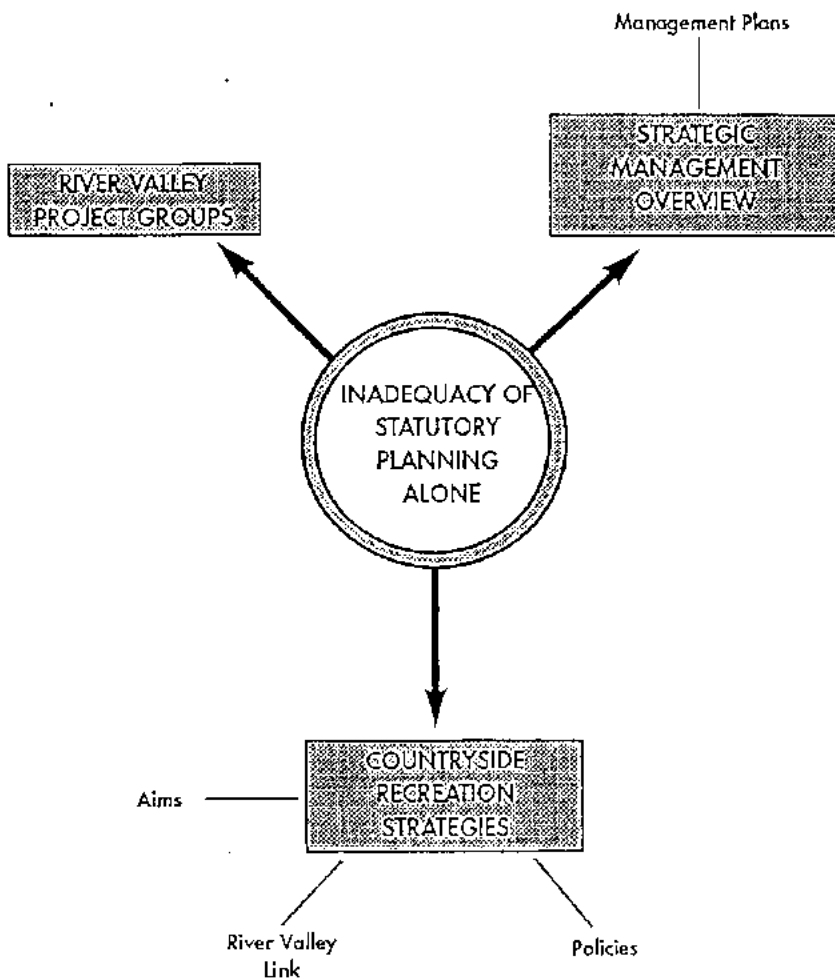 Management Plans
STRATEGIC
MANAGEMENT
OVERVIEW
RIVER VALLEY
PROJECT GROUPS
INADEQUACY OF
STATUTORY
PLANNING
ALONE
COUNTRYSIDE
RECREATION
STRATEGIES
Aims
River Valley
Link
Policies